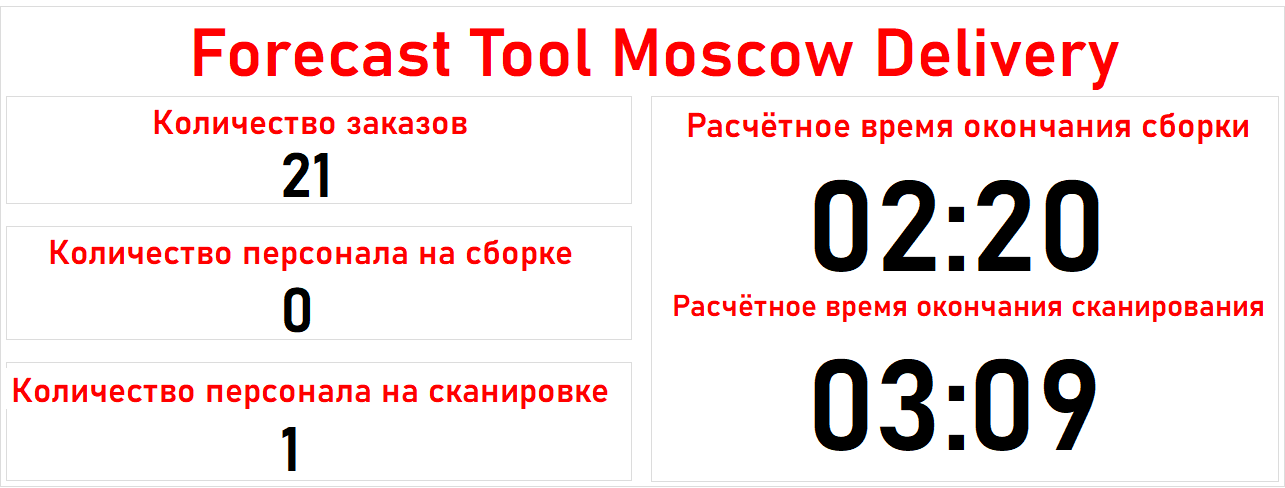 Forecast Tool Moscow Delivery
Количество заказов
21
Количество персонала на сборке
0
Количество персонала на сканировке
1
Расчётное время окончания сборки
02:20
Расчётное время окончания сканирования
03:09